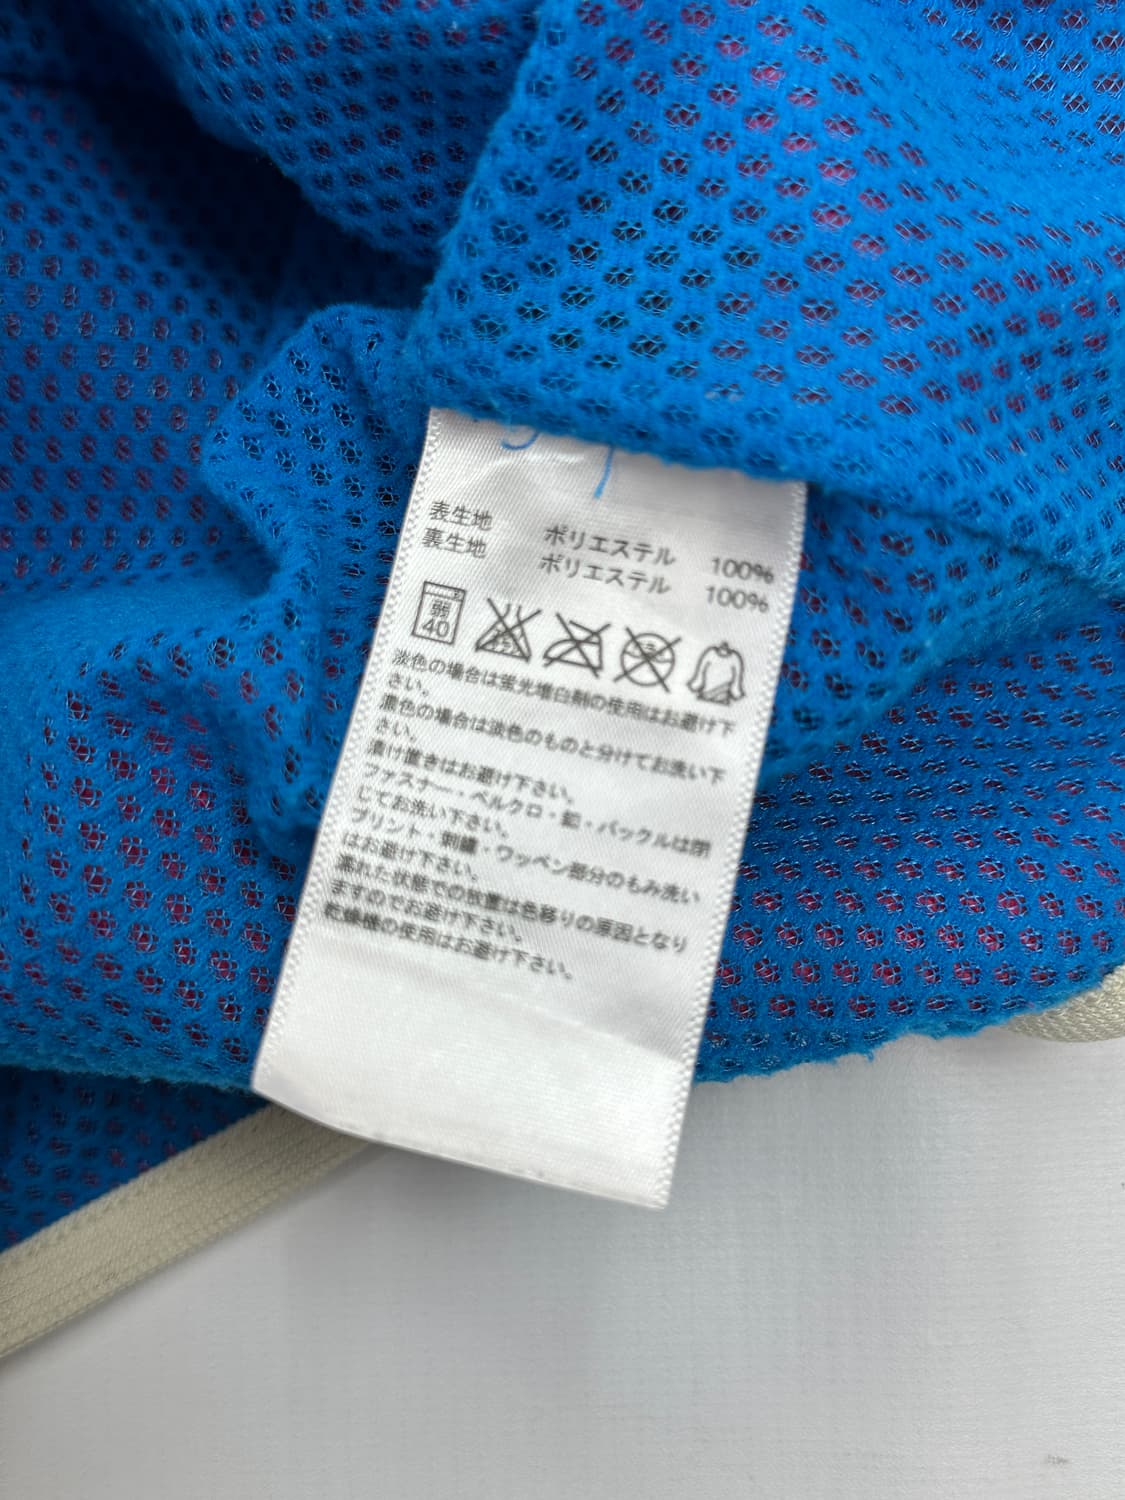 表生地 ポリエステル 100%
裏生地 ポリエステル 100%
弱
40
淡色の場合は蛍光増白剤の使用はお避け下
さい。
濃色の場合は淡色のものと分けてお洗い下
さい。
漬け置きはお避け下さい。
ファスナー・ベルクロ・釦・バックルは閉
じてお洗い下さい。
プリント・刺繍・ワッペン部分のもみ洗い
はお避け下さい。
濡れた状態での放置は色移りの原因となり
ますのでお避け下さい。
乾燥機の使用はお避け下さい。